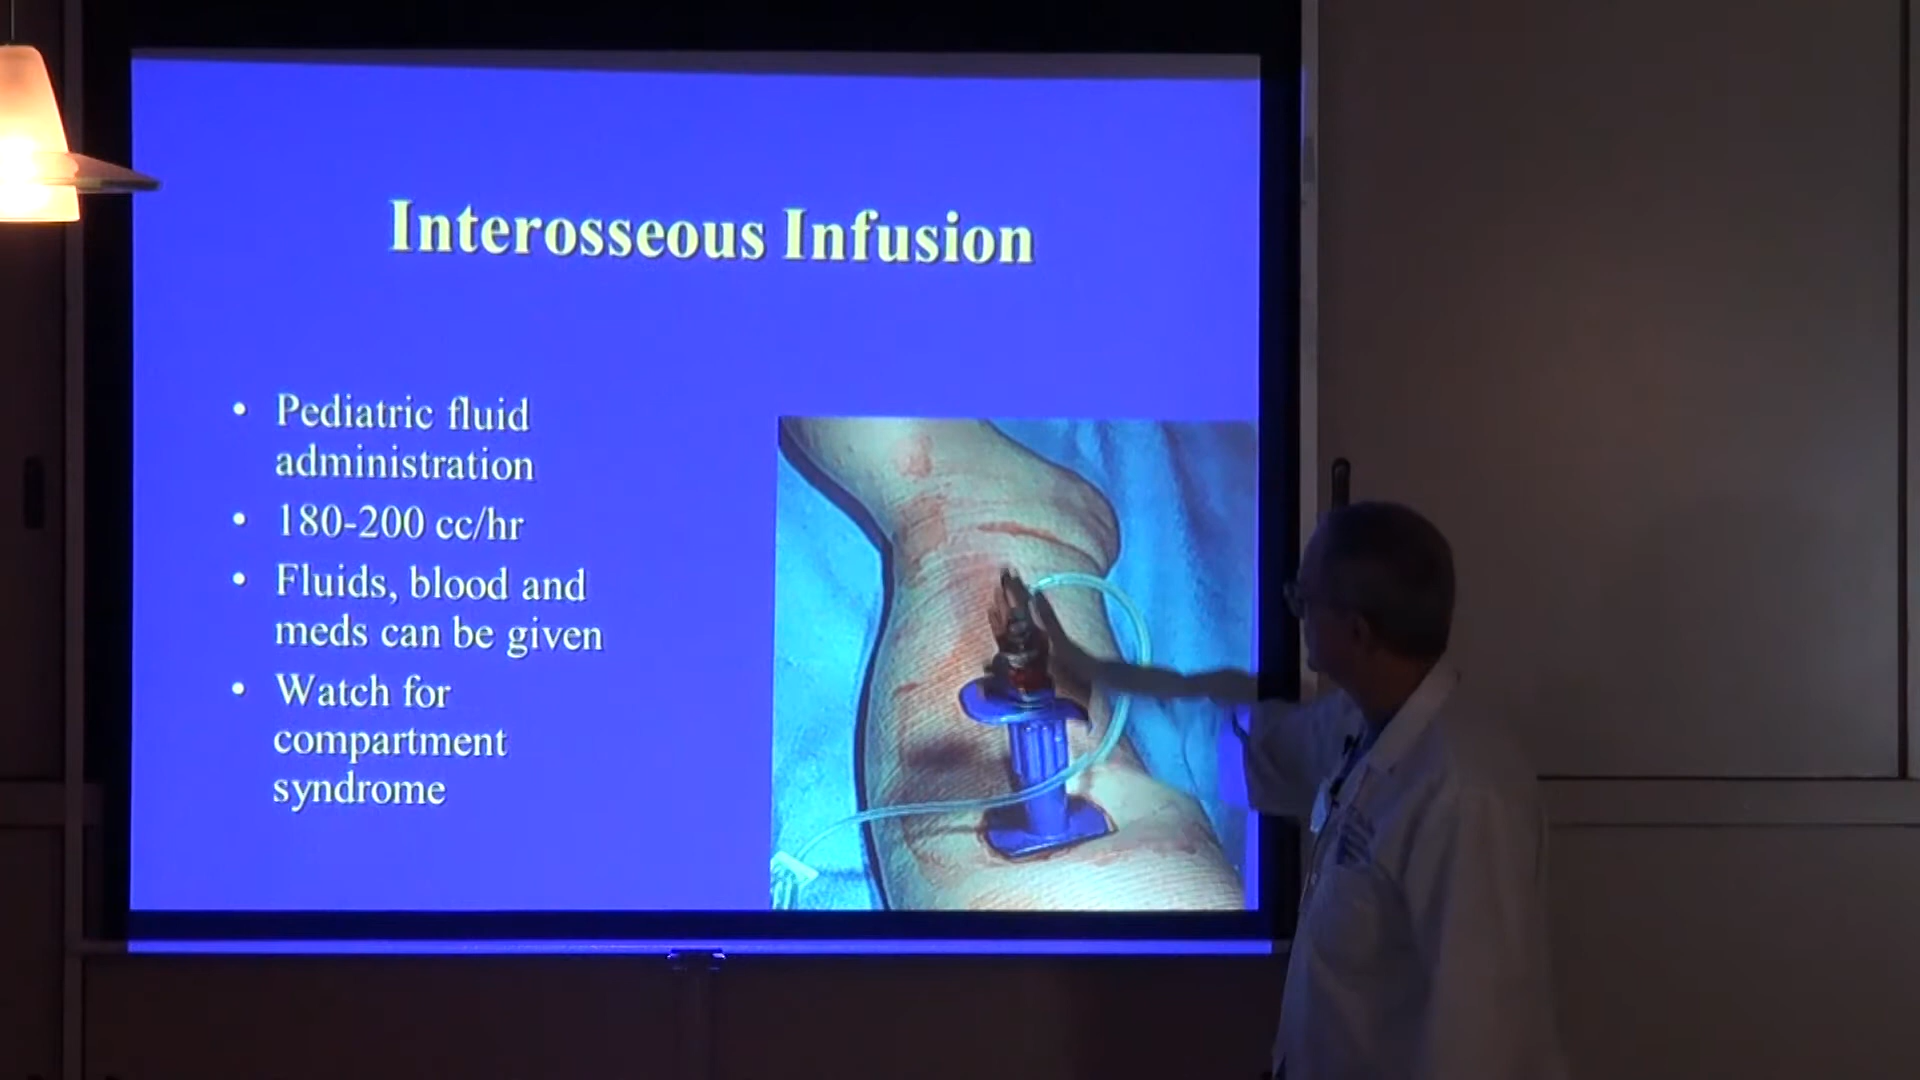 Interosseous Infusion
• Pediatric fluid
administration
• 180-200 cc/hr
• Fluids, blood and
meds can be given
• Watch for
compartment
syndrome